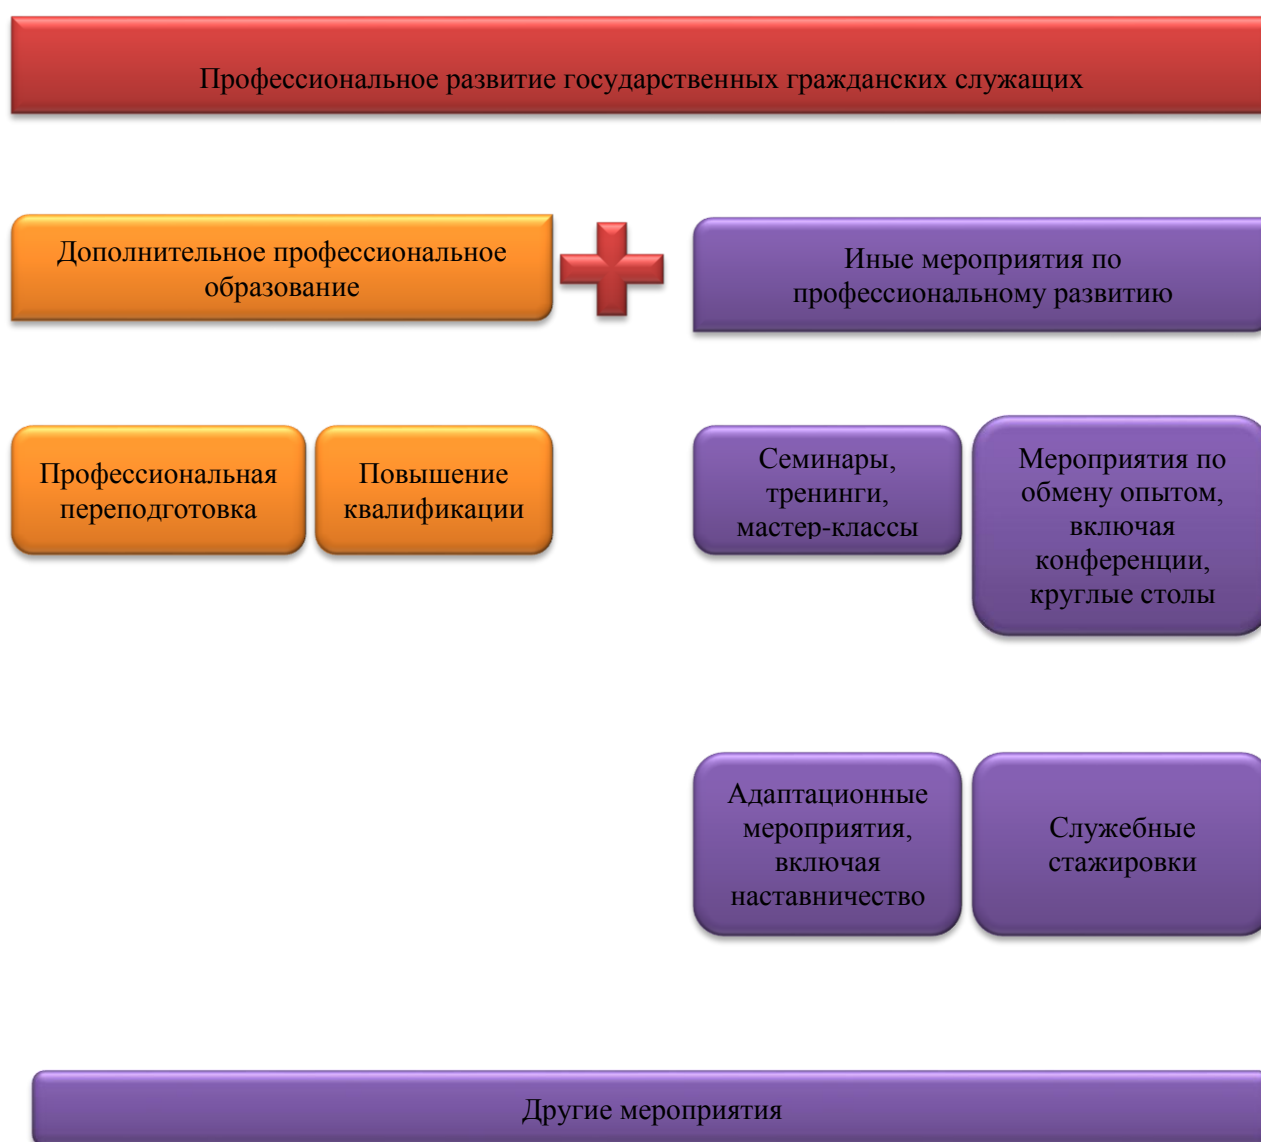 Профессиональное развитие государственных гражданских служащих
Дополнительное профессиональное
образование
Иные мероприятия по
профессиональному развитию
Профессиональная
переподготовка
Повышение
квалификации
Семинары,
тренинги,
мастер-классы
Мероприятия по
обмену опытом,
включая
конференции,
круглые столы
Адаптационные
мероприятия,
включая
наставничество
Служебные
стажировки
Другие мероприятия